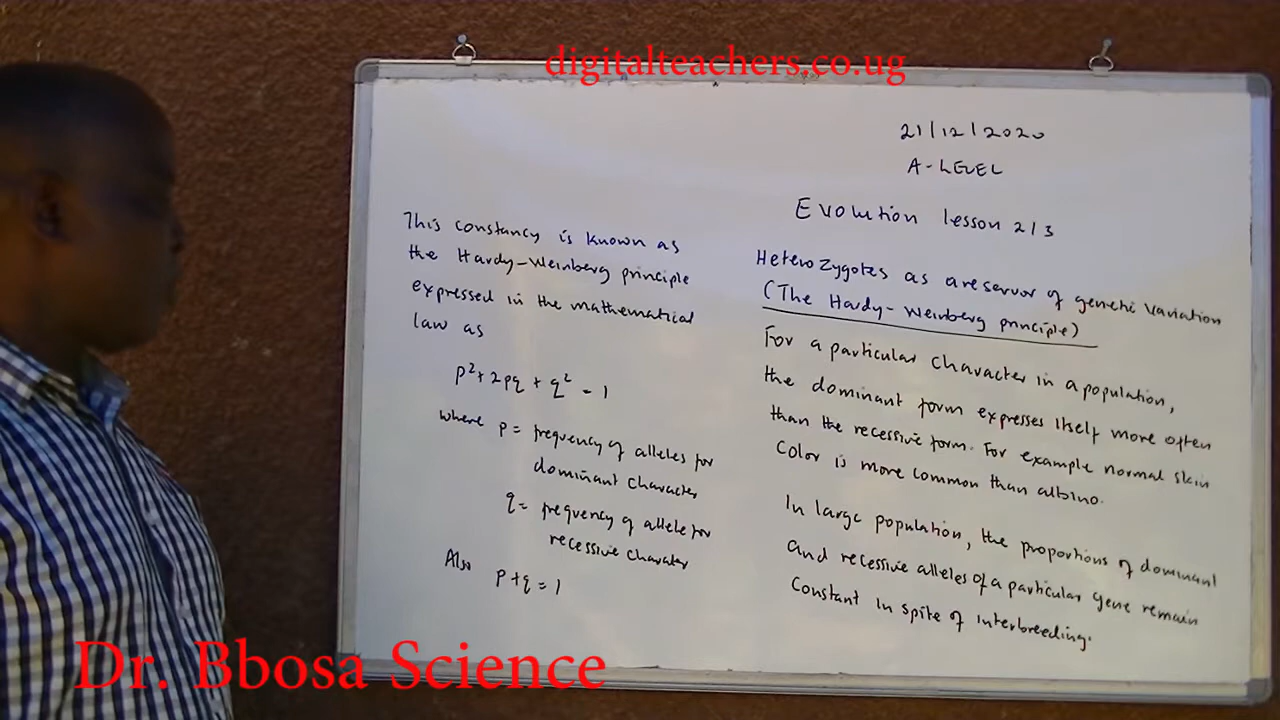 digitalteachers.co.ug
21/12/2020
A-LEVEL
Evolution lesson 2/3
Heterozygotes as a reservor of genetic variation
(The Hardy-Weinberg principle)
For a particular character in a population,
the dominant form expresses itself more often
than the recessive form. For example normal skin
color is more common than albino.
In large population, the proportions of dominant
and recessive alleles of a particular gene remain
constant in spite of interbreeding.
This constancy is known as
the Hardy-Weinberg principle
expressed in the mathematical
law as
p²+2pq + q² = 1
where p = frequency of alleles for
dominant character
q = frequency of allele for
recessive charater
Also
p+q = 1
Dr. Bbosa Science